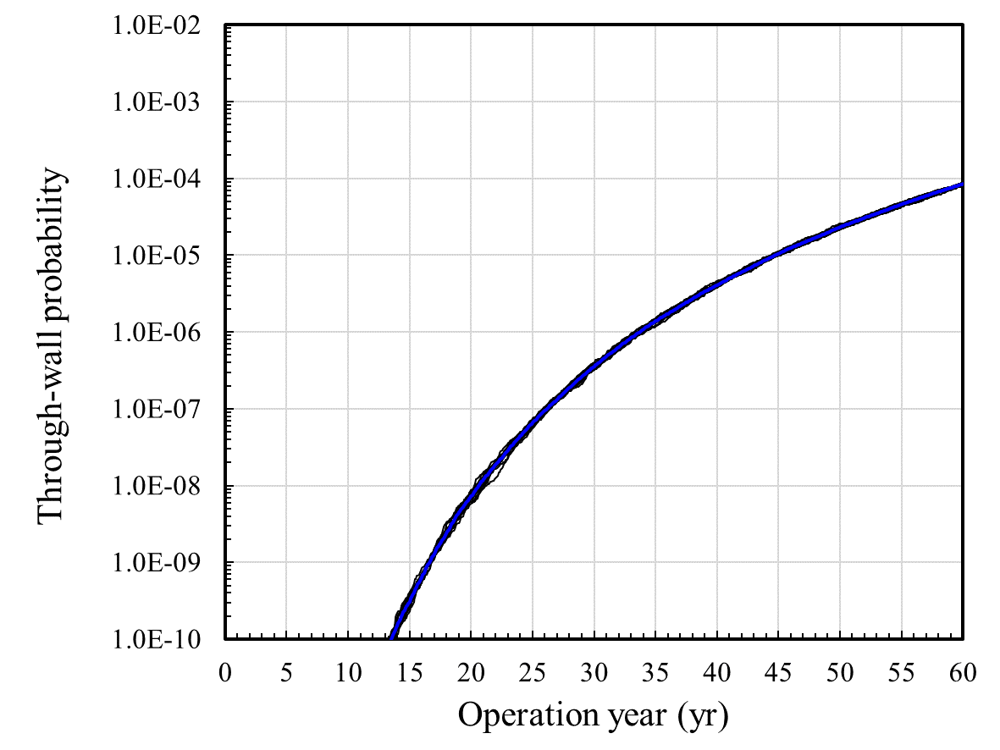 1.0E-02
1.0E-03
1.0E-04
1.0E-05
1.0E-06
1.0E-07
1.0E-08
1.0E-09
1.0E-10
Through-wall probability
0 5 10 15 20 25 30 35 40 45 50 55 60
Operation year (yr)